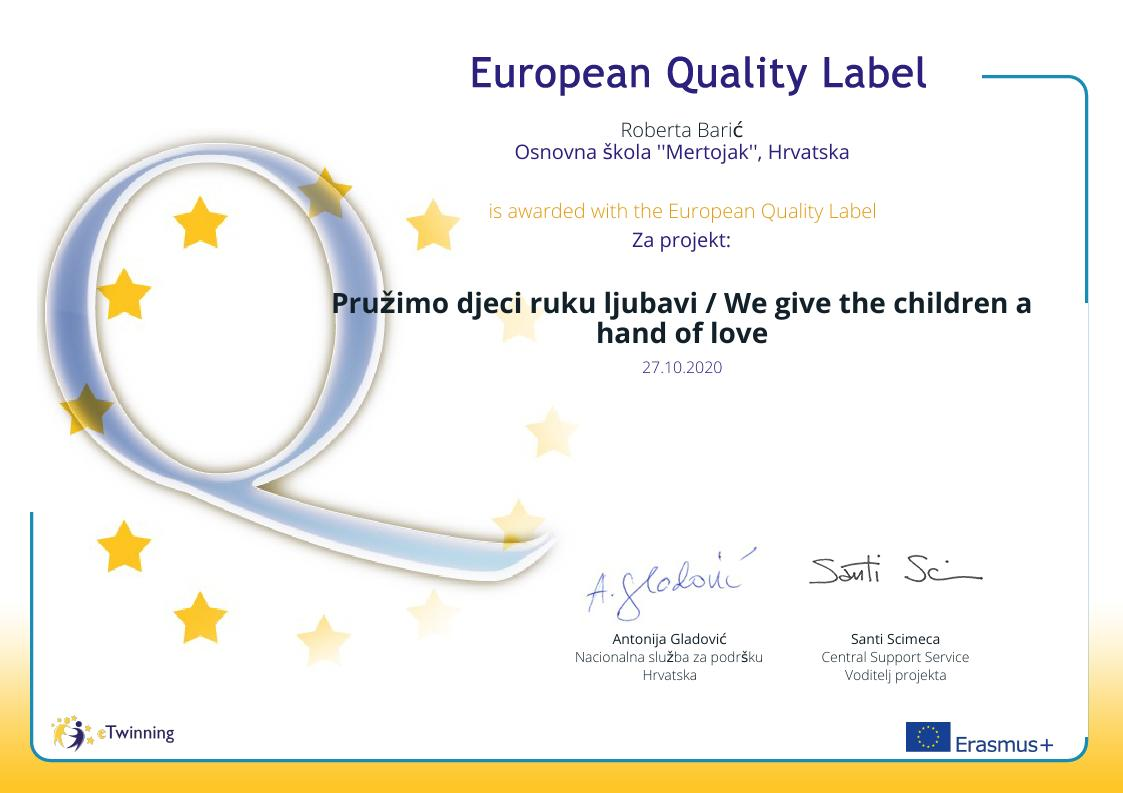 European Quality Label
Roberta Barić
Osnovna škola ''Mertojak'', Hrvatska
is awarded with the European Quality Label
Za projekt:
Pružimo djeci ruku ljubavi / We give the children a
hand of love
27.10.2020
A. Gladović
Santi Sci
Antonija Gladović
Nacionalna služba za podršku
Hrvatska
Santi Scimeca
Central Support Service
Voditelj projekta
eTwinning
Erasmus+